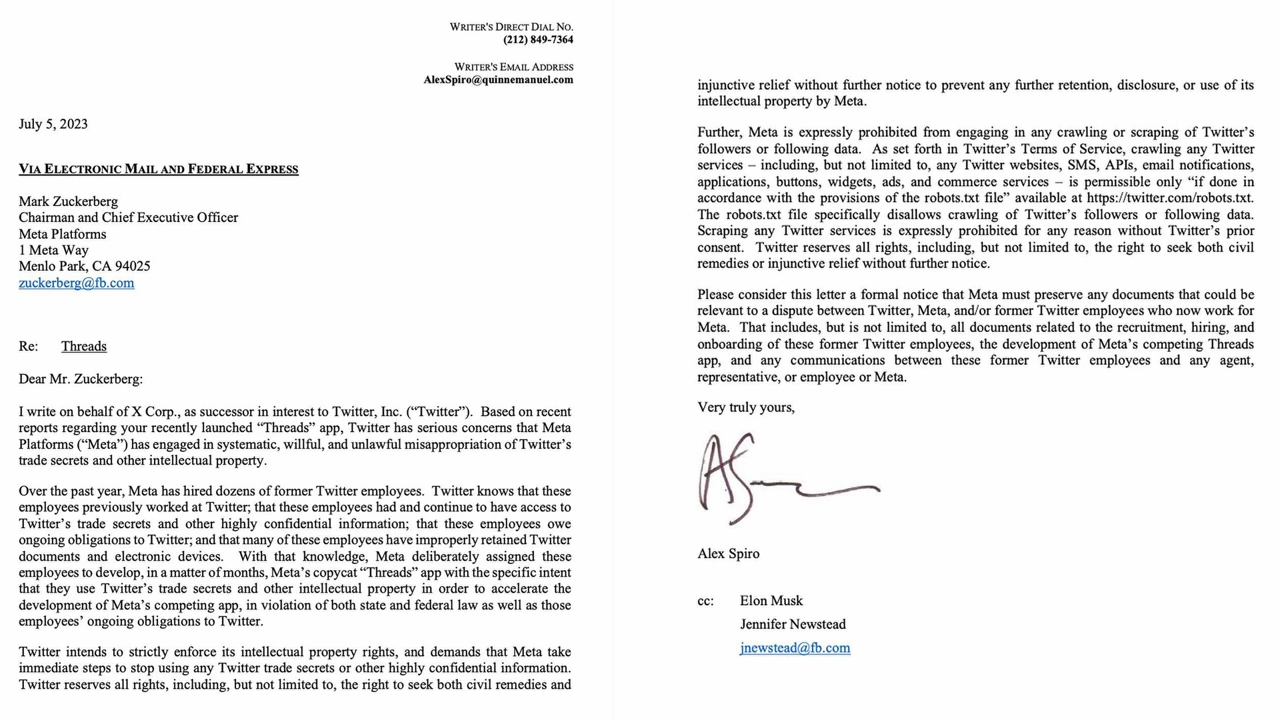 WRITER'S DIRECT DIAL NO.
(212) 849-7364
WRITER'S EMAIL ADDRESS
AlexSpiro@quinnemanuel.com
July 5, 2023
VIA ELECTRONIC MAIL AND FEDERAL EXPRESS
Mark Zuckerberg
Chairman and Chief Executive Officer
Meta Platforms
1 Meta Way
Menlo Park, CA 94025
zuckerberg@fb.com
Re: Threads
Dear Mr. Zuckerberg:
I write on behalf of X Corp., as successor in interest to Twitter, Inc. (“Twitter”). Based on recent
reports regarding your recently launched “Threads” app, Twitter has serious concerns that Meta
Platforms (“Meta”) has engaged in systematic, willful, and unlawful misappropriation of Twitter’s
trade secrets and other intellectual property.
Over the past year, Meta has hired dozens of former Twitter employees. Twitter knows that these
employees previously worked at Twitter; that these employees had and continue to have access to
Twitter’s trade secrets and other highly confidential information; that these employees owe
ongoing obligations to Twitter; and that many of these employees have improperly retained Twitter
documents and electronic devices. With that knowledge, Meta deliberately assigned these
employees to develop, in a matter of months, Meta’s copycat “Threads” app with the specific intent
that they use Twitter’s trade secrets and other intellectual property in order to accelerate the
development of Meta’s competing app, in violation of both state and federal law as well as those
employees’ ongoing obligations to Twitter.
Twitter intends to strictly enforce its intellectual property rights, and demands that Meta take
immediate steps to stop using any Twitter trade secrets or other highly confidential information.
Twitter reserves all rights, including, but not limited to, the right to seek both civil remedies and
injunctive relief without further notice to prevent any further retention, disclosure, or use of its
intellectual property by Meta.
Further, Meta is expressly prohibited from engaging in any crawling or scraping of Twitter’s
followers or following data. As set forth in Twitter’s Terms of Service, crawling any Twitter
services – including, but not limited to, any Twitter websites, SMS, APIs, email notifications,
applications, buttons, widgets, ads, and commerce services – is permissible only “if done in
accordance with the provisions of the robots.txt file” available at https://twitter.com/robots.txt.
The robots.txt file specifically disallows crawling of Twitter’s followers or following data.
Scraping any Twitter services is expressly prohibited for any reason without Twitter’s prior
consent. Twitter reserves all rights, including, but not limited to, the right to seek both civil
remedies or injunctive relief without further notice.
Please consider this letter a formal notice that Meta must preserve any documents that could be
relevant to a dispute between Twitter, Meta, and/or former Twitter employees who now work for
Meta. That includes, but is not limited to, all documents related to the recruitment, hiring, and
onboarding of these former Twitter employees, the development of Meta’s competing Threads
app, and any communications between these former Twitter employees and any agent,
representative, or employee or Meta.
Very truly yours,
Alex Spiro
cc: Elon Musk
Jennifer Newstead
jnewstead@fb.com